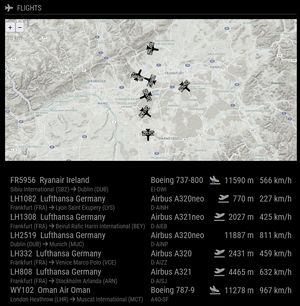 FLIGHTS
+ −
FR5956 Ryanair Ireland Boeing 737-800 11590 m 566 km/h
Sibiu International (SBZ) → Dublin (DUB) EI-DWI
LH1082 Lufthansa Germany Airbus A320neo 770 m 227 km/h
Frankfurt (FRA) → Lyon Saint Exupery (LYS) D-AINH
LH1308 Lufthansa Germany Airbus A321neo 2027 m 425 km/h
Frankfurt (FRA) → Beirut Rafic Hariri International (BEY) D-AIEB
LH2519 Lufthansa Germany Airbus A320neo 11887 m 811 km/h
Dublin (DUB) → Munich (MUC) D-AINP
LH332 Lufthansa Germany Airbus A320 2431 m 459 km/h
Frankfurt (FRA) → Venice Marco Polo (VCE) D-AIZZ
LH808 Lufthansa Germany Airbus A321 4465 m 632 km/h
Frankfurt (FRA) → Stockholm Arlanda (ARN) D-AISJ
WY102 Oman Air Oman Boeing 787-9 11278 m 967 km/h
London Heathrow (LHR) → Muscat International (MCT) A4O-SF